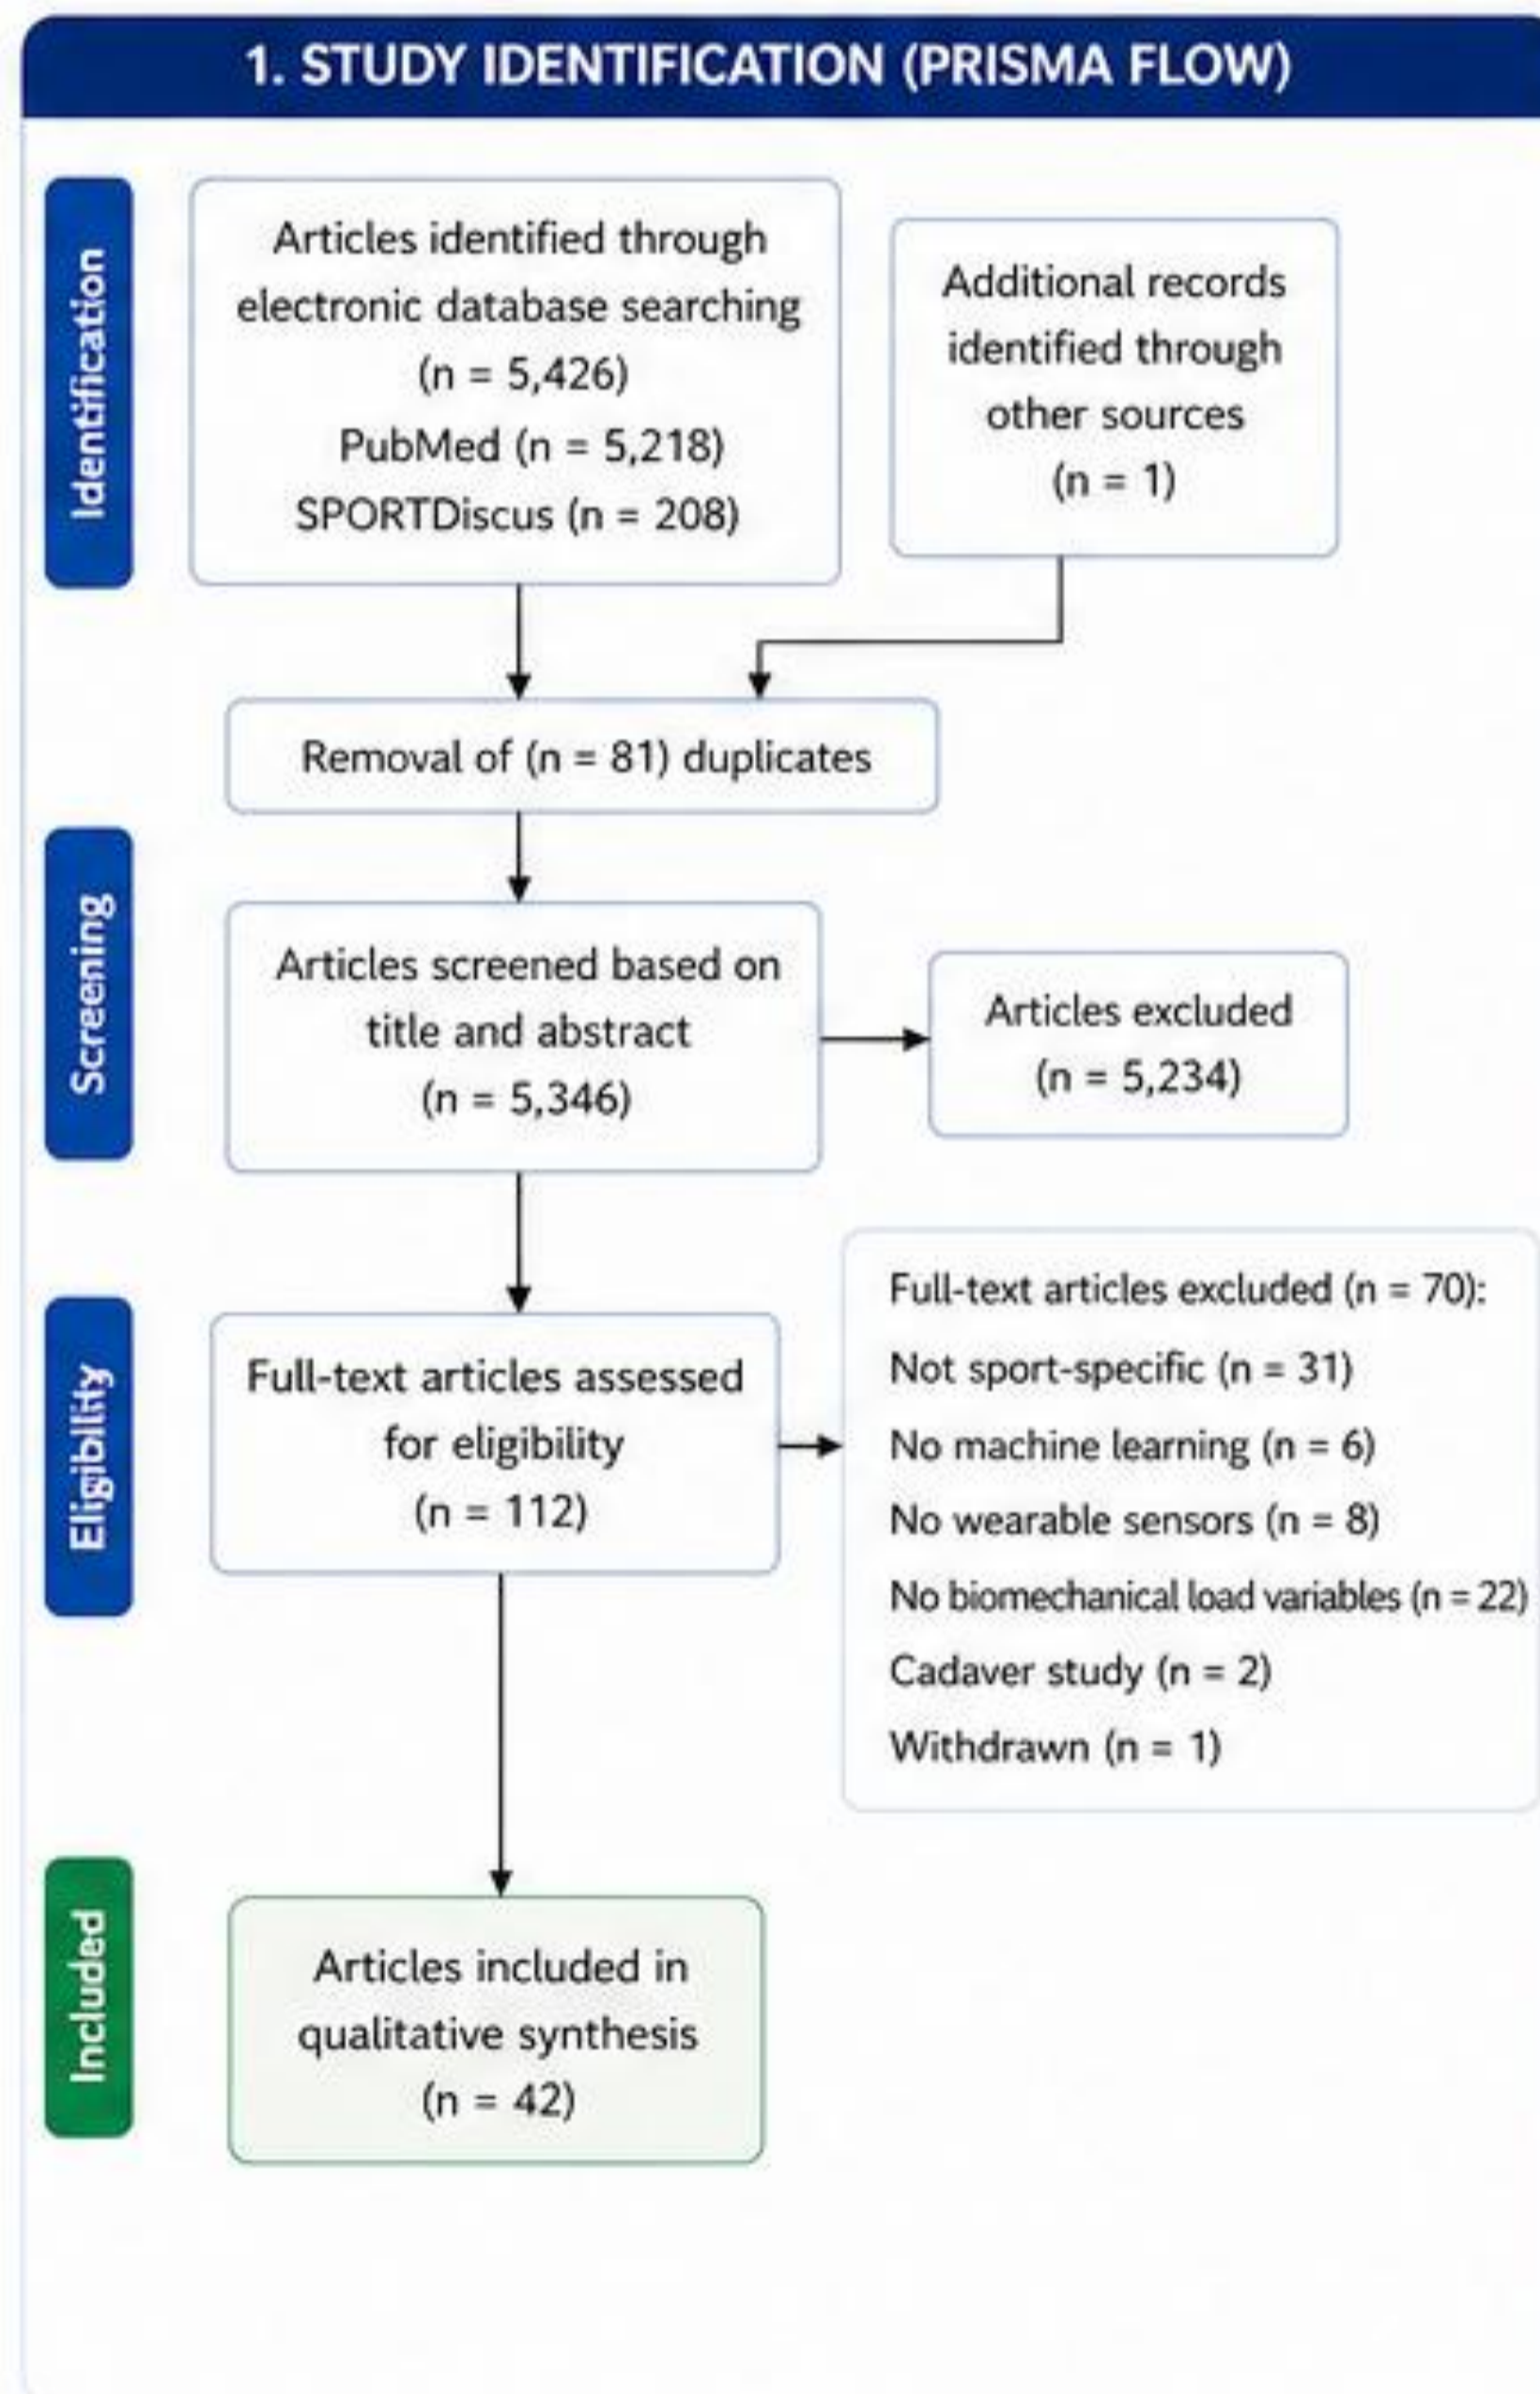 1. STUDY IDENTIFICATION (PRISMA FLOW)
Identification
Articles identified through
electronic database searching
(n = 5,426)
PubMed (n = 5,218)
SPORTDiscus (n = 208)
Additional records
identified through
other sources
(n = 1)
Removal of (n = 81) duplicates
Screening
Articles screened based on
title and abstract
(n = 5,346)
Articles excluded
(n = 5,234)
Eligibility
Full-text articles assessed
for eligibility
(n = 112)
Full-text articles excluded (n = 70):
Not sport-specific (n = 31)
No machine learning (n = 6)
No wearable sensors (n = 8)
No biomechanical load variables (n = 22)
Cadaver study (n = 2)
Withdrawn (n = 1)
Included
Articles included in
qualitative synthesis
(n = 42)